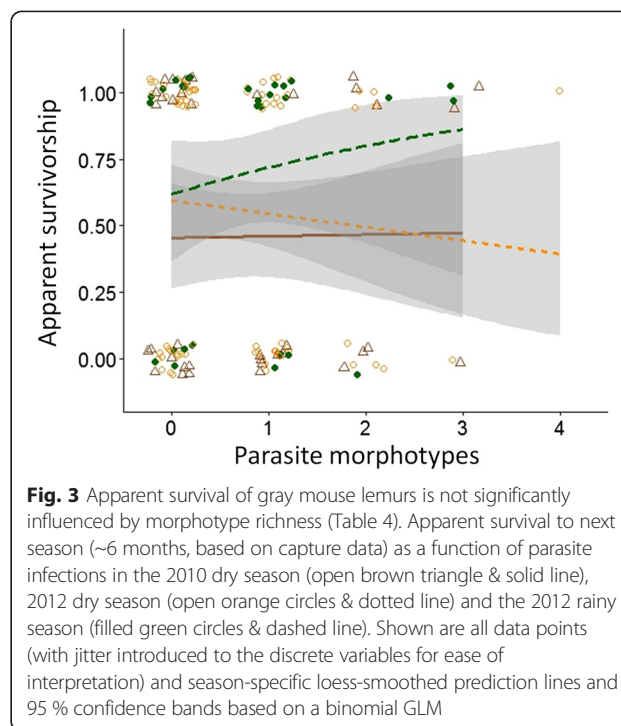 1.00
0.75
0.50
0.25
0.00
Apparent survivorship
0 1 2 3 4
Parasite morphotypes
Fig. 3 Apparent survival of gray mouse lemurs is not significantly
influenced by morphotype richness (Table 4). Apparent survival to next
season (~6 months, based on capture data) as a function of parasite
infections in the 2010 dry season (open brown triangle & solid line),
2012 dry season (open orange circles & dotted line) and the 2012 rainy
season (filled green circles & dashed line). Shown are all data points
(with jitter introduced to the discrete variables for ease of
interpretation) and season-specific loess-smoothed prediction lines and
95 % confidence bands based on a binomial GLM